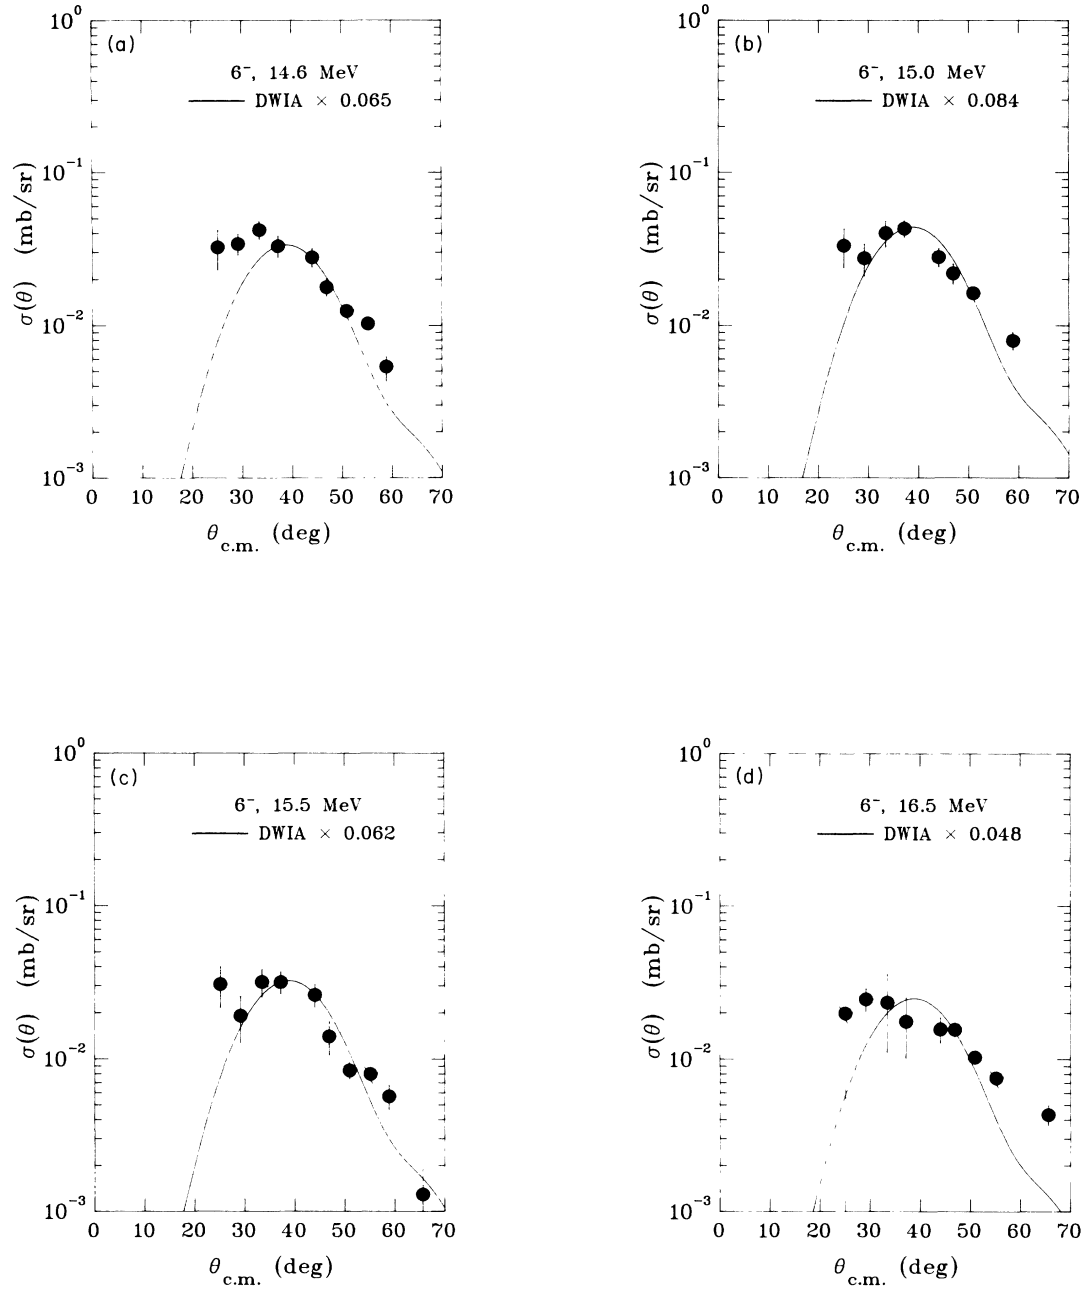 (a)
6⁻, 14.6 MeV
DWIA × 0.065
10⁰
10⁻¹
10⁻²
10⁻³
σ(θ) (mb/sr)
0 10 20 30 40 50 60 70
θc.m. (deg)
(b)
6⁻, 15.0 MeV
DWIA × 0.084
10⁰
10⁻¹
10⁻²
10⁻³
σ(θ) (mb/sr)
0 10 20 30 40 50 60 70
θc.m. (deg)
(c)
6⁻, 15.5 MeV
DWIA × 0.062
10⁰
10⁻¹
10⁻²
10⁻³
σ(θ) (mb/sr)
0 10 20 30 40 50 60 70
θc.m. (deg)
(d)
6⁻, 16.5 MeV
DWIA × 0.048
10⁰
10⁻¹
10⁻²
10⁻³
σ(θ) (mb/sr)
0 10 20 30 40 50 60 70
θc.m. (deg)